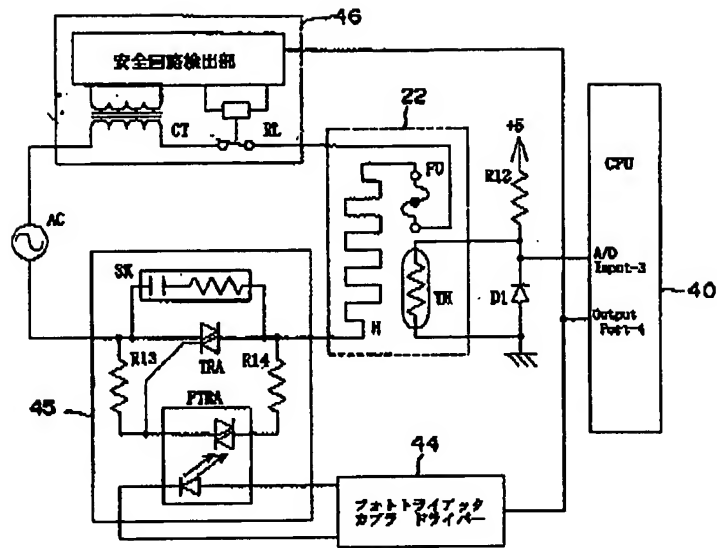 46
安全回路検出部
CT
RL
22
+5
CPU
FU
R12
AC
A/D
Input-3
SK
TH
D1
40
H
Output
Port-4
R13
TRA
R14
45
PTRA
44
フォトトライアック
カプラ ドライバー